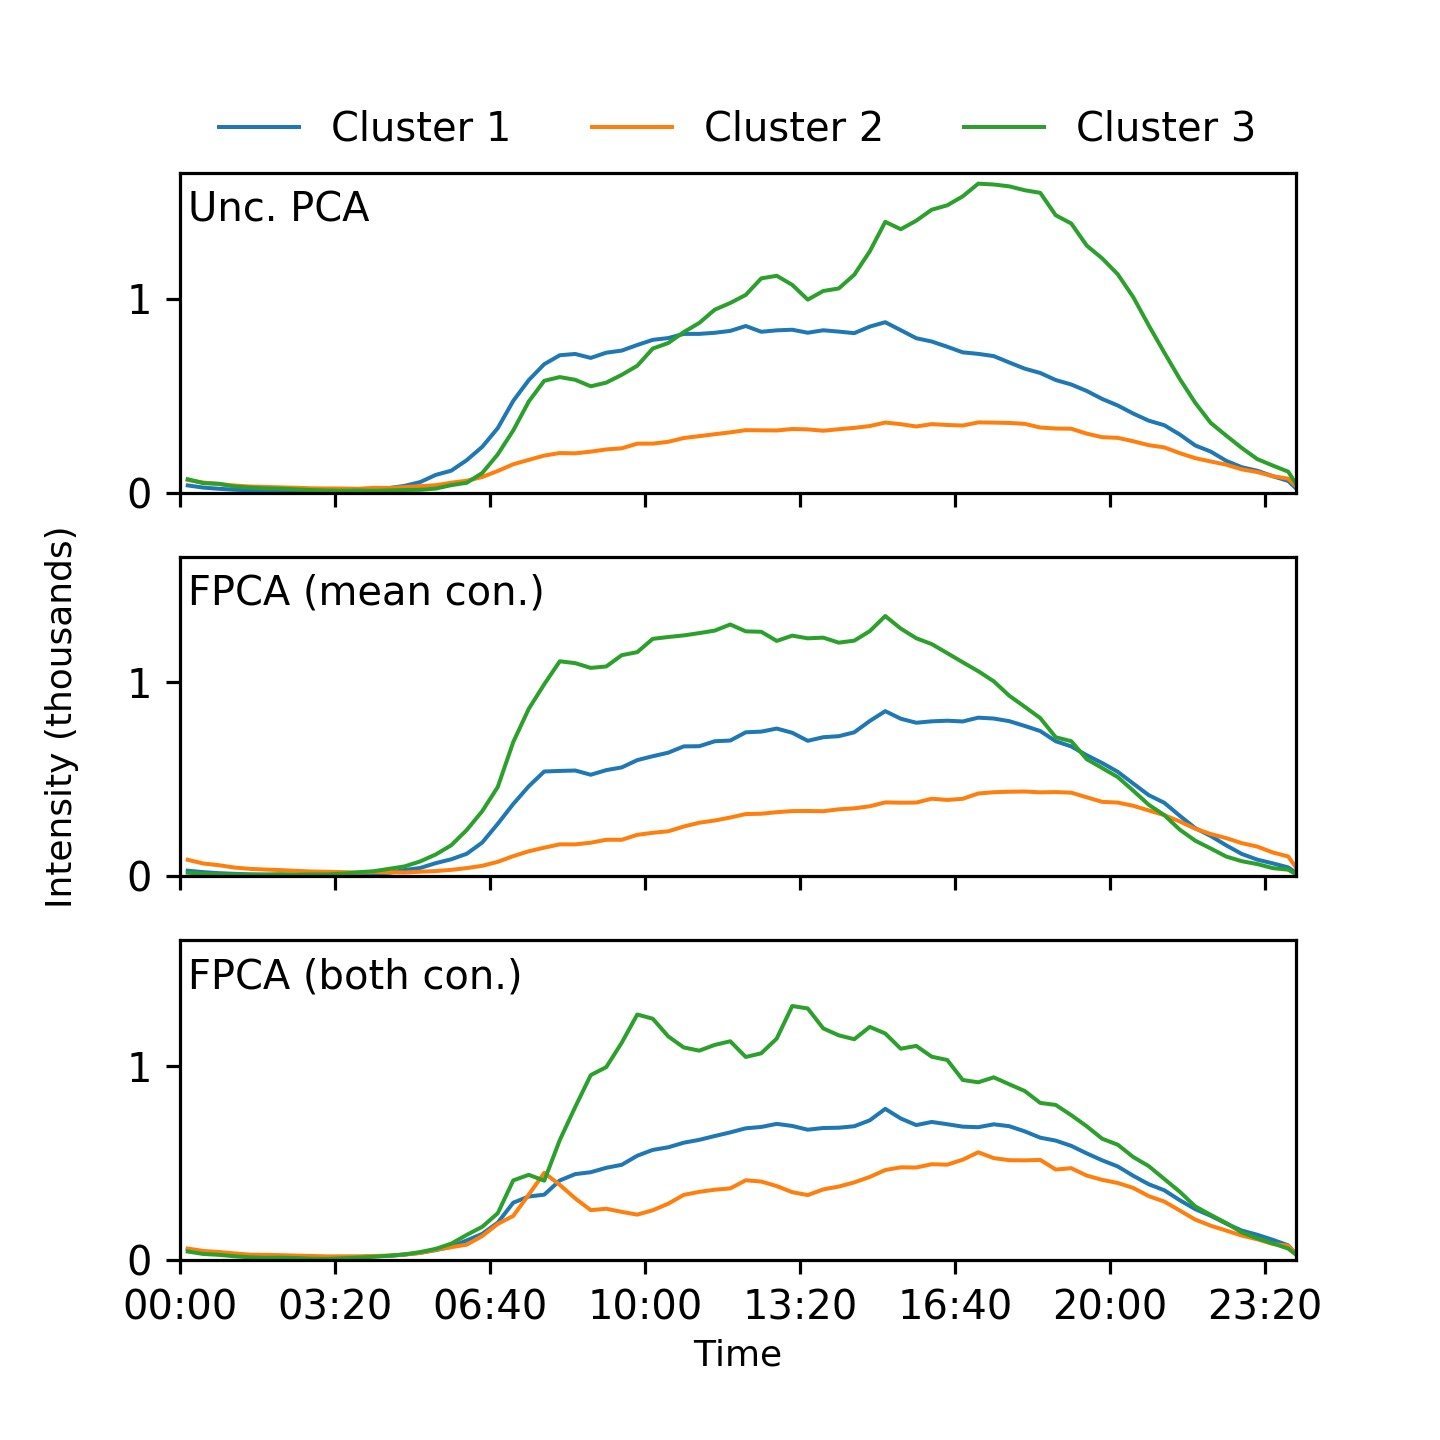 Cluster 1 Cluster 2 Cluster 3
Unc. PCA
1
0
FPCA (mean con.)
1
0
FPCA (both con.)
1
0
Intensity (thousands)
00:00 03:20 06:40 10:00 13:20 16:40 20:00 23:20
Time